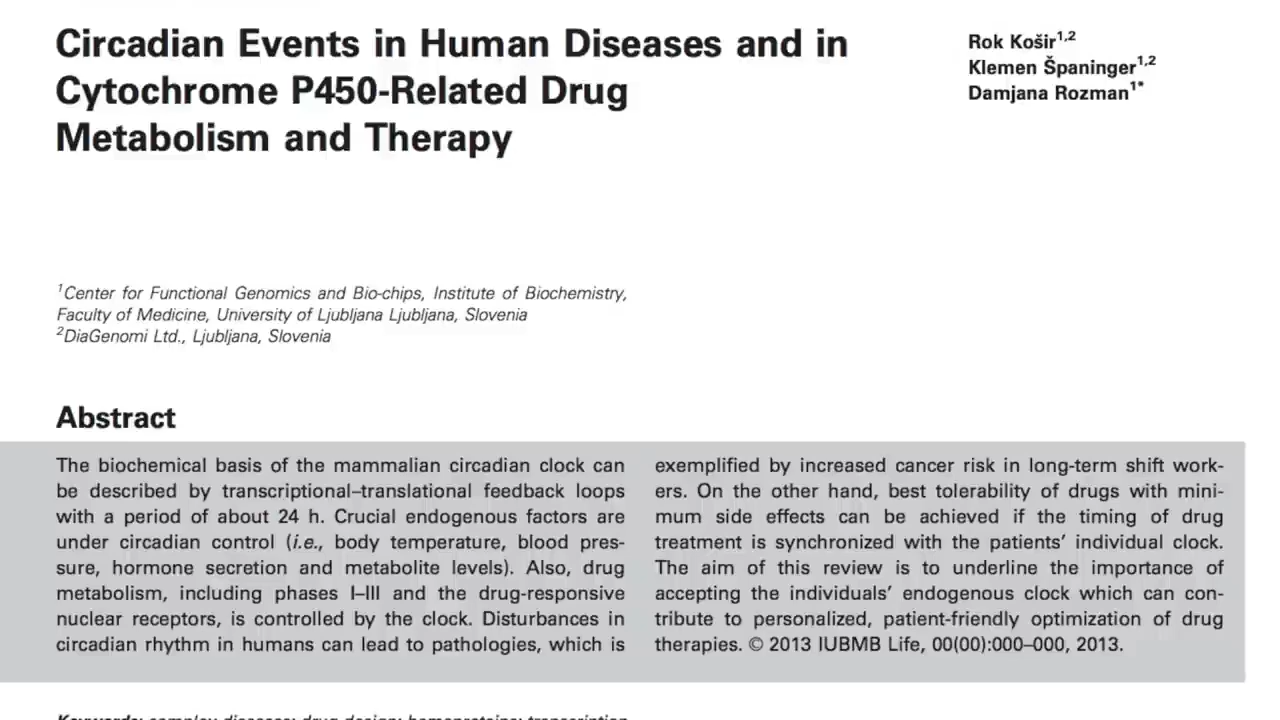 Circadian Events in Human Diseases and in
Cytochrome P450-Related Drug
Metabolism and Therapy
Rok Košir1,2
Klemen Španinger1,2
Damjana Rozman1*
1Center for Functional Genomics and Bio-chips, Institute of Biochemistry,
Faculty of Medicine, University of Ljubljana Ljubljana, Slovenia
2DiaGenomi Ltd., Ljubljana, Slovenia
Abstract
The biochemical basis of the mammalian circadian clock can
be described by transcriptional–translational feedback loops
with a period of about 24 h. Crucial endogenous factors are
under circadian control (i.e., body temperature, blood pres-
sure, hormone secretion and metabolite levels). Also, drug
metabolism, including phases I–III and the drug-responsive
nuclear receptors, is controlled by the clock. Disturbances in
circadian rhythm in humans can lead to pathologies, which is
exemplified by increased cancer risk in long-term shift work-
ers. On the other hand, best tolerability of drugs with mini-
mum side effects can be achieved if the timing of drug
treatment is synchronized with the patients' individual clock.
The aim of this review is to underline the importance of
accepting the individuals' endogenous clock which can con-
tribute to personalized, patient-friendly optimization of drug
therapies. © 2013 IUBMB Life, 00(00):000–000, 2013.
Keywords: complex diseases; drug design; hemoproteins; transcription